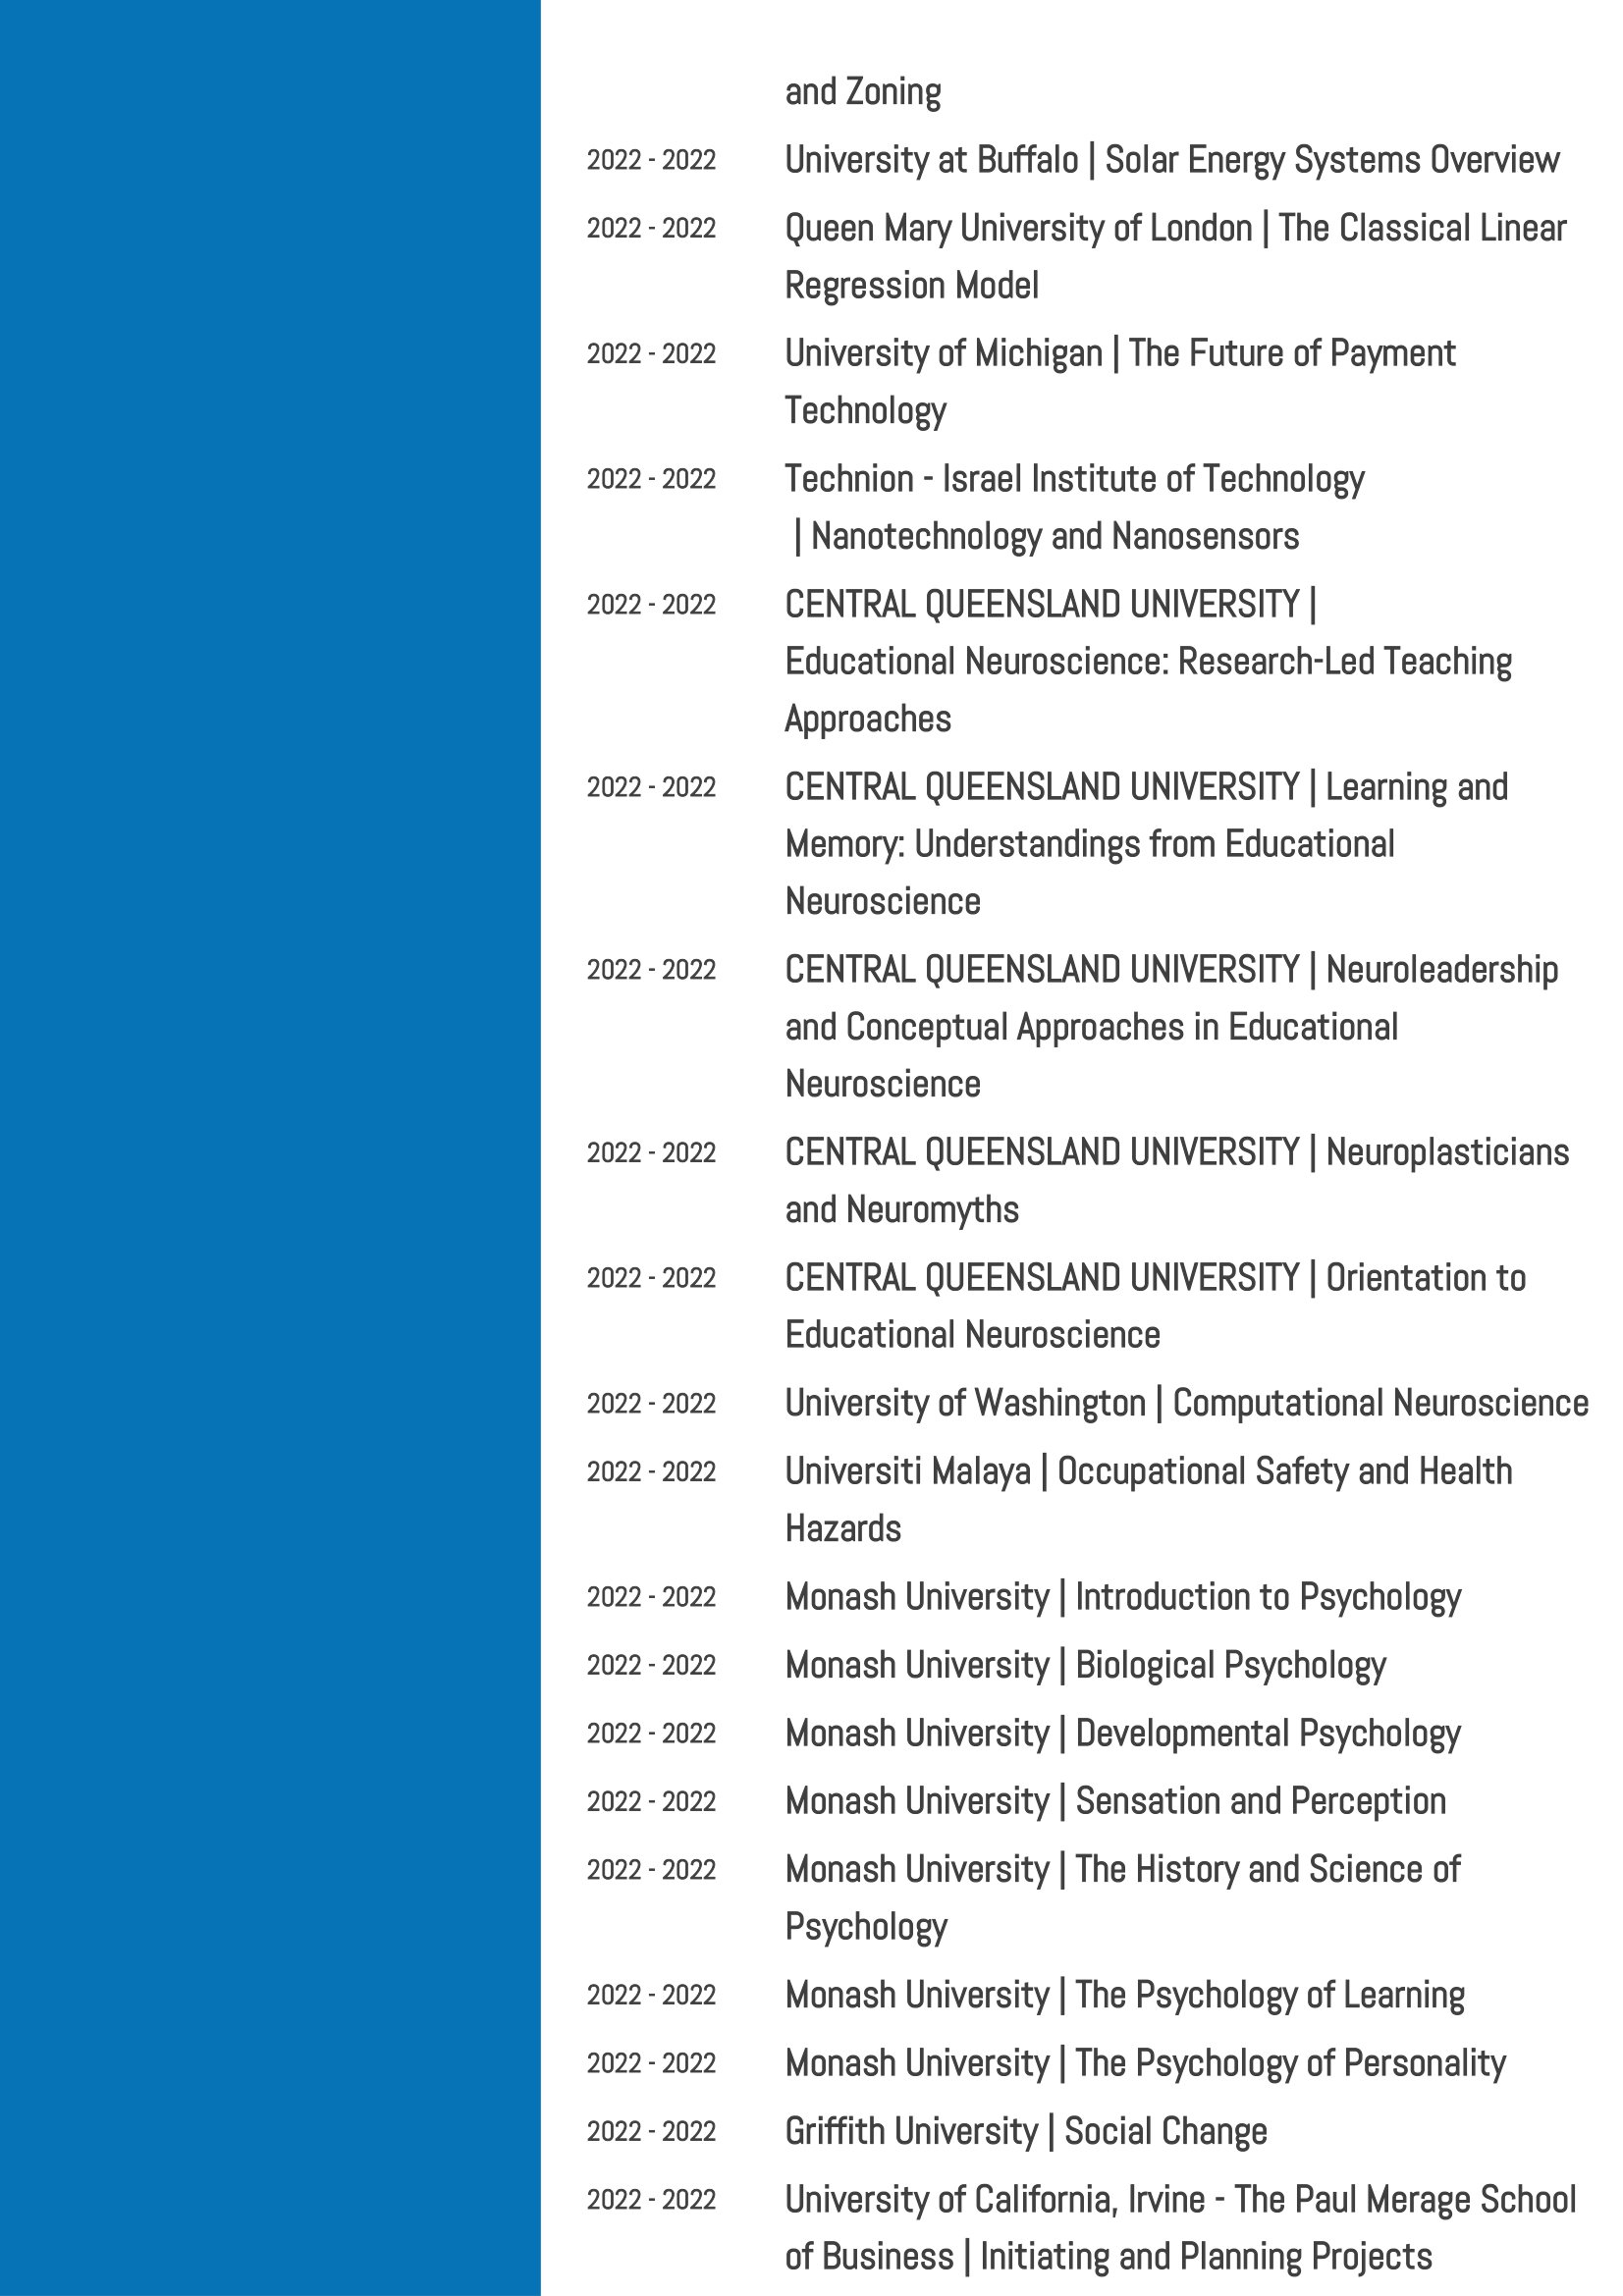 and Zoning
2022 - 2022 University at Buffalo | Solar Energy Systems Overview
2022 - 2022 Queen Mary University of London | The Classical Linear
Regression Model
2022 - 2022 University of Michigan | The Future of Payment
Technology
2022 - 2022 Technion - Israel Institute of Technology
| Nanotechnology and Nanosensors
2022 - 2022 CENTRAL QUEENSLAND UNIVERSITY |
Educational Neuroscience: Research-Led Teaching
Approaches
2022 - 2022 CENTRAL QUEENSLAND UNIVERSITY | Learning and
Memory: Understandings from Educational
Neuroscience
2022 - 2022 CENTRAL QUEENSLAND UNIVERSITY | Neuroleadership
and Conceptual Approaches in Educational
Neuroscience
2022 - 2022 CENTRAL QUEENSLAND UNIVERSITY | Neuroplasticians
and Neuromyths
2022 - 2022 CENTRAL QUEENSLAND UNIVERSITY | Orientation to
Educational Neuroscience
2022 - 2022 University of Washington | Computational Neuroscience
2022 - 2022 Universiti Malaya | Occupational Safety and Health
Hazards
2022 - 2022 Monash University | Introduction to Psychology
2022 - 2022 Monash University | Biological Psychology
2022 - 2022 Monash University | Developmental Psychology
2022 - 2022 Monash University | Sensation and Perception
2022 - 2022 Monash University | The History and Science of
Psychology
2022 - 2022 Monash University | The Psychology of Learning
2022 - 2022 Monash University | The Psychology of Personality
2022 - 2022 Griffith University | Social Change
2022 - 2022 University of California, Irvine - The Paul Merage School
of Business | Initiating and Planning Projects